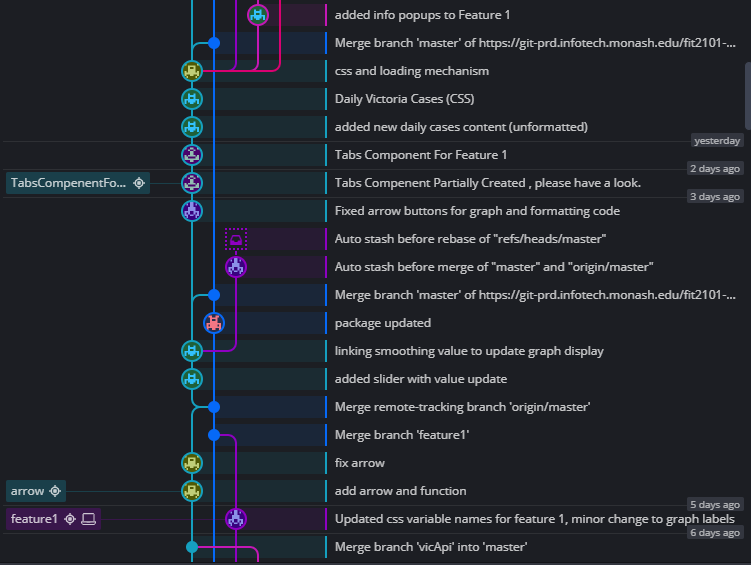 added info popups to Feature 1
Merge branch 'master' of https://git-prd.infotech.monash.edu/fit2101-...
css and loading mechanism
Daily Victoria Cases (CSS)
added new daily cases content (unformatted)
yesterday
Tabs Component For Feature 1
2 days ago
TabsCompenentFo... Tabs Compenent Partially Created , please have a look.
3 days ago
Fixed arrow buttons for graph and formatting code
Auto stash before rebase of "refs/heads/master"
Auto stash before merge of "master" and "origin/master"
Merge branch 'master' of https://git-prd.infotech.monash.edu/fit2101-...
package updated
linking smoothing value to update graph display
added slider with value update
Merge remote-tracking branch 'origin/master'
Merge branch 'feature1'
fix arrow
arrow add arrow and function
5 days ago
feature1 Updated css variable names for feature 1, minor change to graph labels
6 days ago
Merge branch 'vicApi' into 'master'